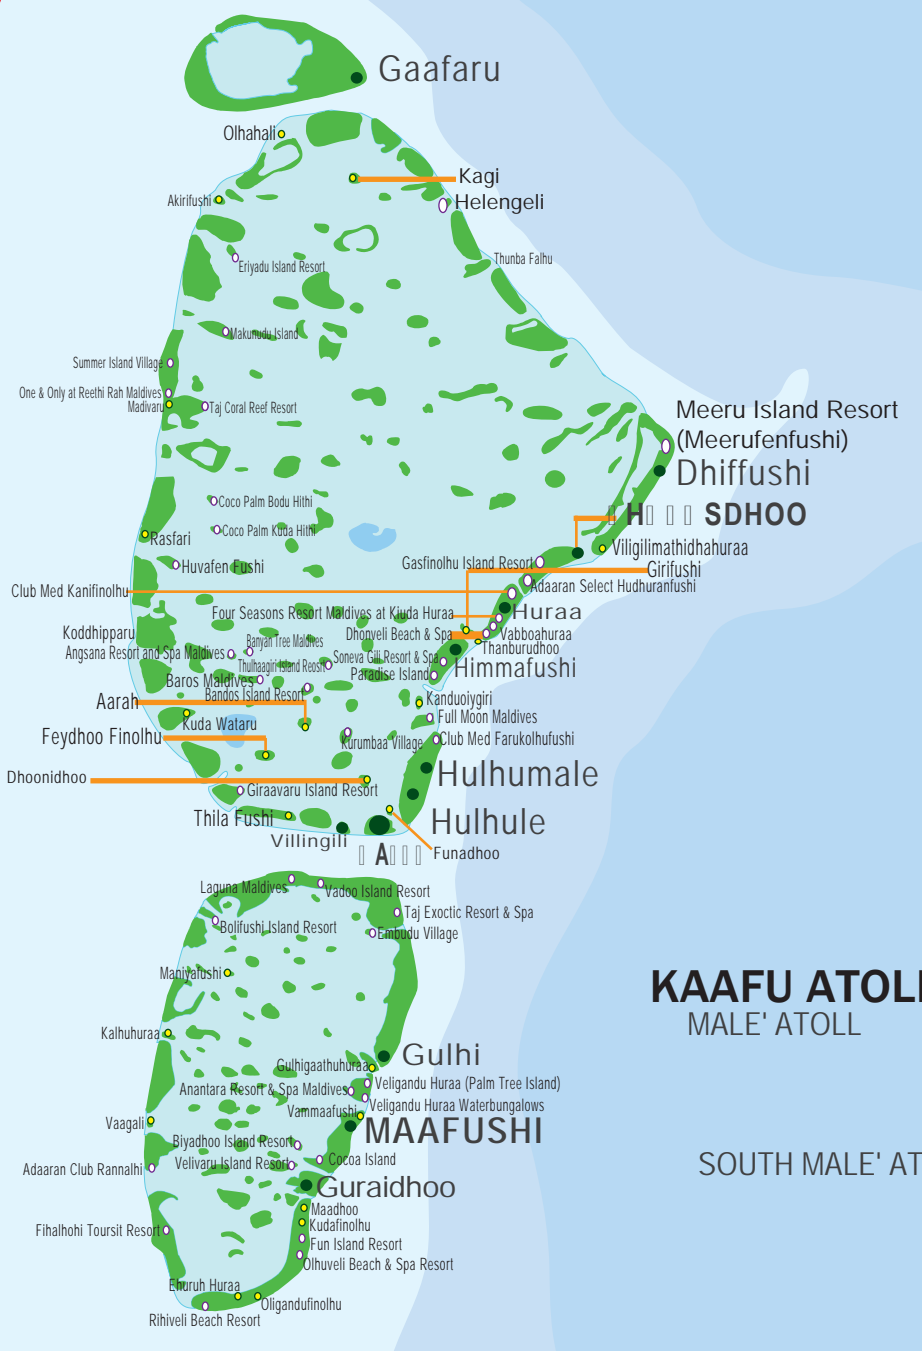 Gaafaru
Olhahali
Kagi
Akirifushi
Helengeli
Thunba Falhu
Eriyadu Island Resort
Makunudu Island
Summer Island Village
One & Only at Reethi Rah Maldives
Madivaru
Taj Coral Reef Resort
Meeru Island Resort
(Meerufenfushi)
Dhiffushi
Coco Palm Bodu Hithi
SDHOO
Coco Palm Kuda Hithi
Rasfari
Viligilimathidhahuraa
Gasfinolhu Island Resort
Huvafen Fushi
Girifushi
Adaaran Select Hudhuranfushi
Club Med Kanifinolhu
Four Seasons Resort Maldives at Kiuda Huraa
Huraa
Koddhipparu
Dhonveli Beach & Spa
Vabboahuraa
Banyan Tree Maldives
Thanburudhoo
Angsana Resort and Spa Maldives
Soneva Gili Resort & Spa
Thulhaagiri Island Reosrt
Himmafushi
Paradise Island
Baros Maldives
Bandos Island Resort
Aarah
Kanduoiygiri
Kuda Wataru
Full Moon Maldives
Feydhoo Finolhu
Kurumbaa Village
Club Med Farukolhufushi
Dhoonidhoo
Hulhumale
Giraavaru Island Resort
Thila Fushi
Hulhule
Villingili
A
Funadhoo
Laguna Maldives
Vadoo Island Resort
Taj Exoctic Resort & Spa
Bolifushi Island Resort
Embudu Village
Maniyafushi
KAAFU ATOLL
MALE' ATOLL
Kalhuhuraa
Gulhi
Gulhigaathuhuraa
Veligandu Huraa (Palm Tree Island)
Anantara Resort & Spa Maldives
Veligandu Huraa Waterbungalows
Vammaafushi
Vaagali
MAAFUSHI
Biyadhoo Island Resort
Velivaru Island Resort
Cocoa Island
Adaaran Club Rannalhi
SOUTH MALE' AT
Guraidhoo
Maadhoo
Kudafinolhu
Fihalhohi Toursit Resort
Fun Island Resort
Olhuveli Beach & Spa Resort
Ehuruh Huraa
Oligandufinolhu
Rihiveli Beach Resort